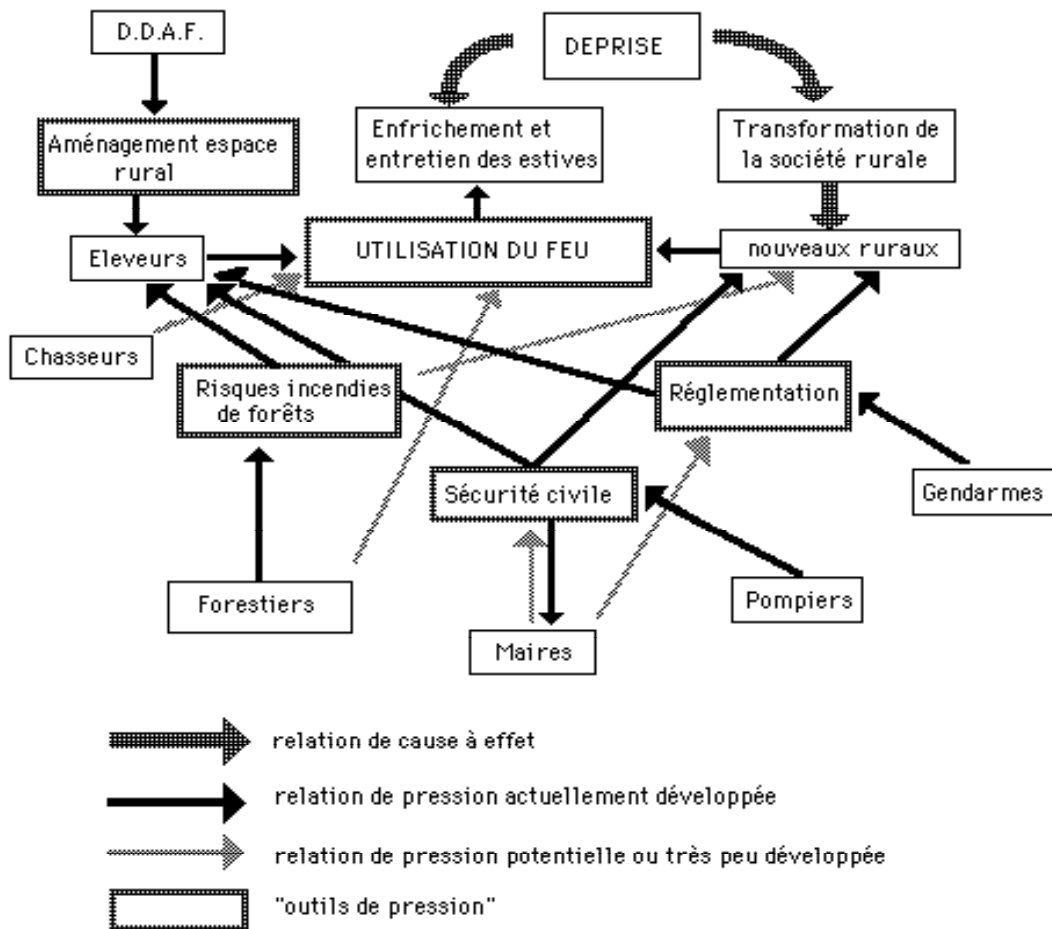 D.D.A.F.
DEPRISE
Aménagement espace
rural
Enfrichement et
entretien des estives
Transformation de
la société rurale
Eleveurs
UTILISATION DU FEU
nouveaux ruraux
Chasseurs
Risques incendies
de forêts
Réglementation
Sécurité civile
Gendarmes
Forestiers
Pompiers
Maires
relation de cause à effet
relation de pression actuellement développée
relation de pression potentielle ou très peu développée
"outils de pression"